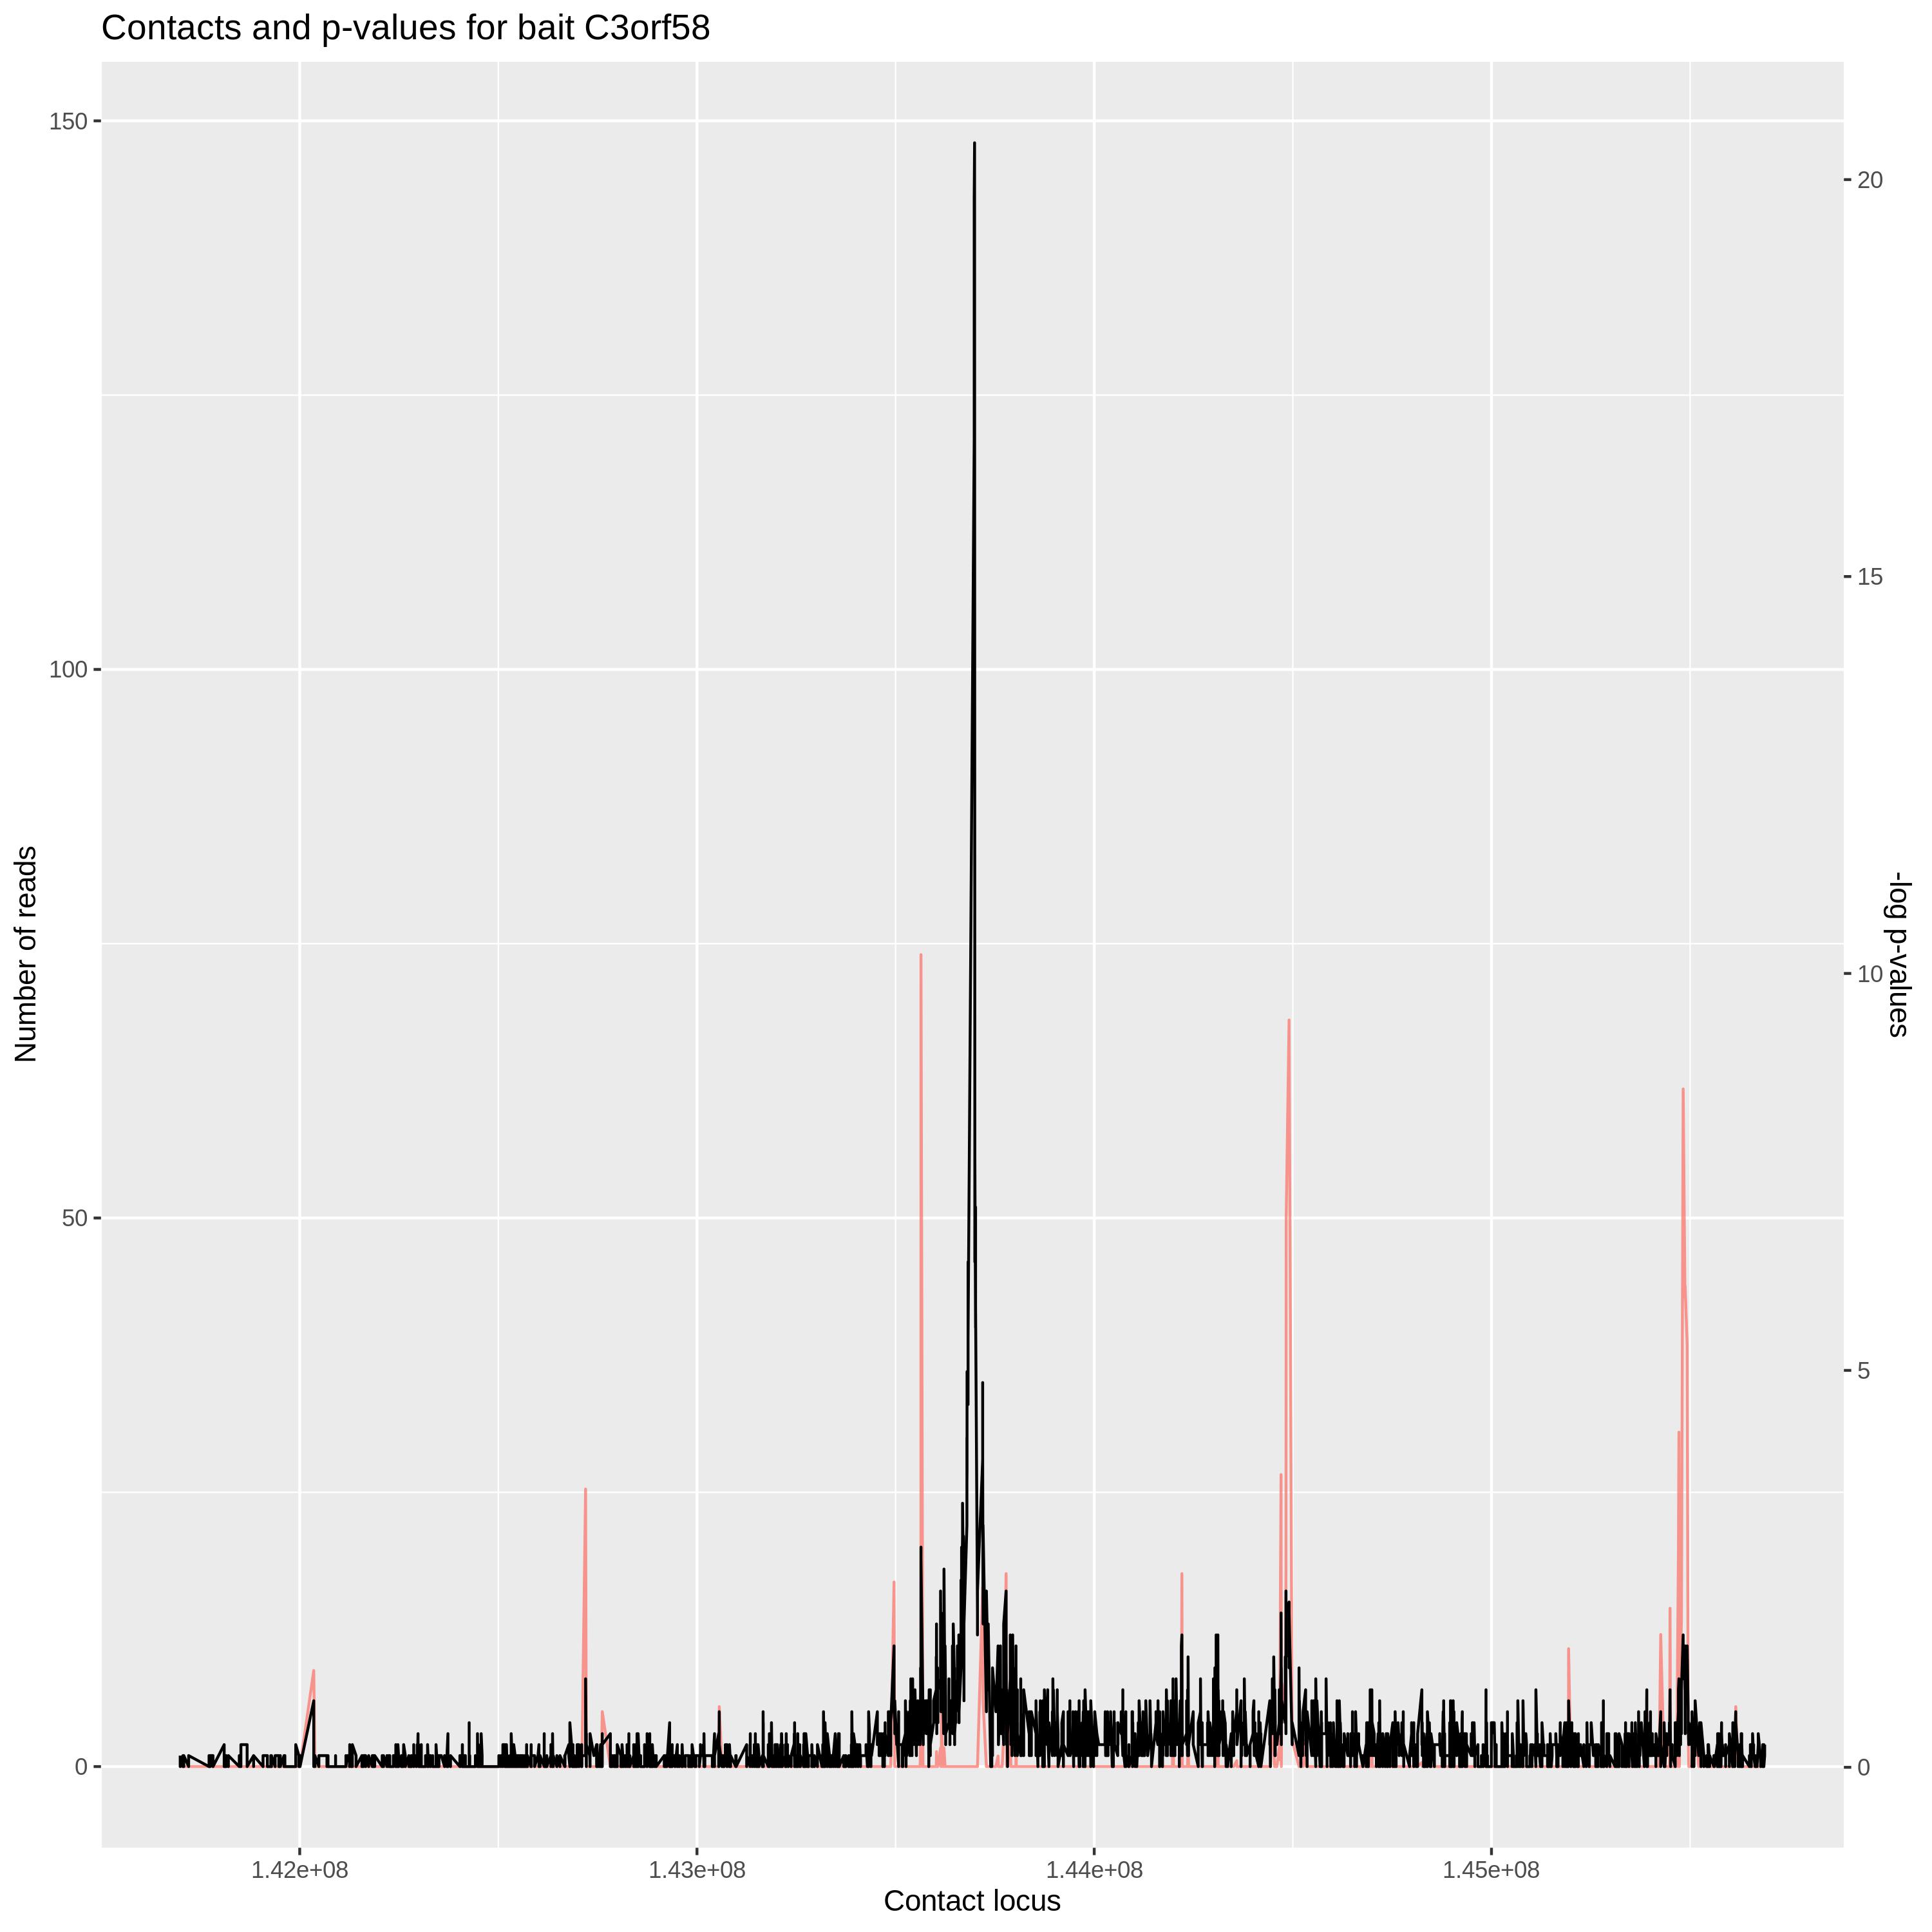 Contacts and p-values for bait C3orf58
150
100
50
0
20
15
10
5
0
Number of reads
-log p-values
1.42e+08
1.43e+08
1.44e+08
1.45e+08
Contact locus